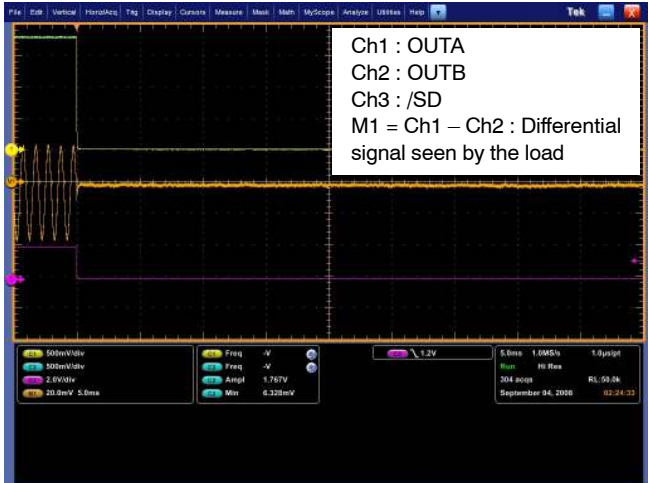 File Edit Vertical Horiz/Acq Trig Display Cursors Measure Mask Math MyScope Analyze Utilities Help Tek
Ch1 : OUTA
Ch2 : OUTB
Ch3 : /SD
M1 = Ch1 – Ch2 : Differential
signal seen by the load
500mV/div
500mV/div
2.0V/div
20.0mV 5.0ms
Freq -V
Freq -V
Ampl 1.767V
Min 6.328mV
1.2V
5.0ms 1.0MS/s 1.0µs/pt
Run Hi Res
304 acqs RL:50.0k
September 04, 2008 02:24:33